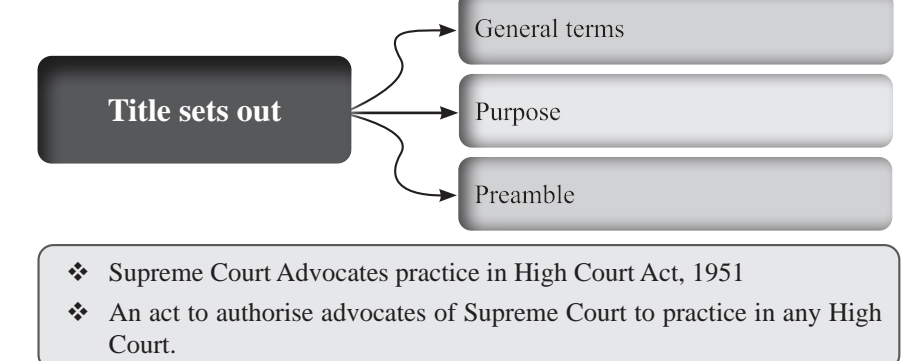 General terms
Title sets out
Purpose
Preamble
❖ Supreme Court Advocates practice in High Court Act, 1951
❖ An act to authorise advocates of Supreme Court to practice in any High
Court.